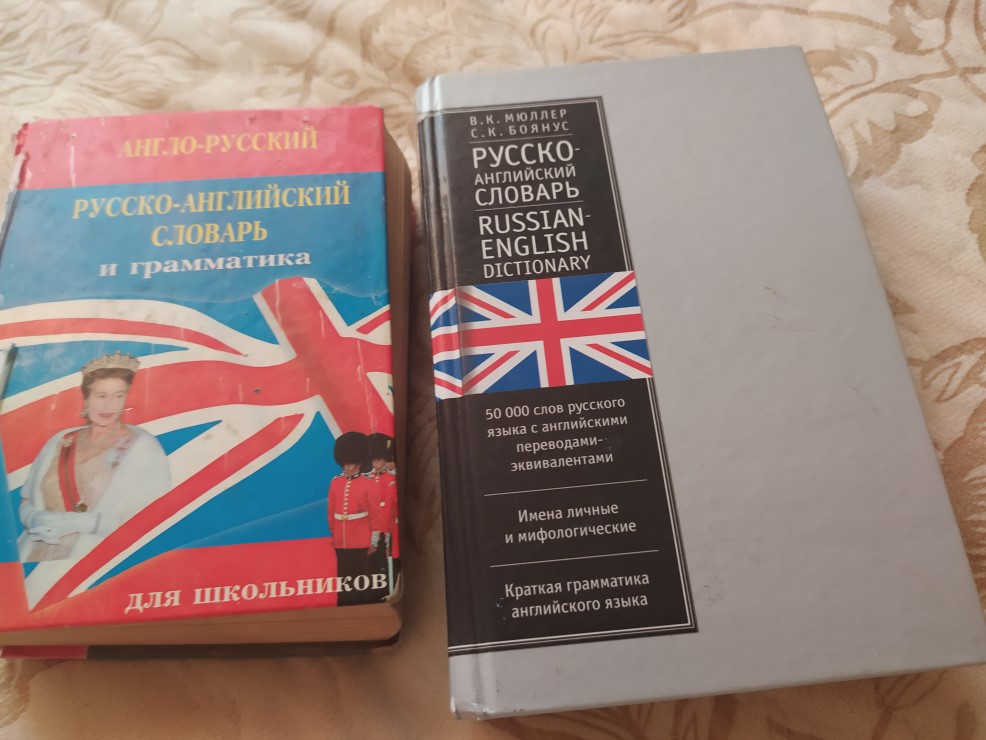 АНГЛО-РУССКИЙ
РУССКО-АНГЛИЙСКИЙ
СЛОВАРЬ
и грамматика
ДЛЯ ШКОЛЬНИКОВ
В.К. МЮЛЛЕР
С.К. БОЯНУС
РУССКО-
АНГЛИЙСКИЙ
СЛОВАРЬ
RUSSIAN-
ENGLISH
DICTIONARY
50 000 слов русского
языка с английскими
переводами-
эквивалентами
Имена личные
и мифологические
Краткая грамматика
английского языка